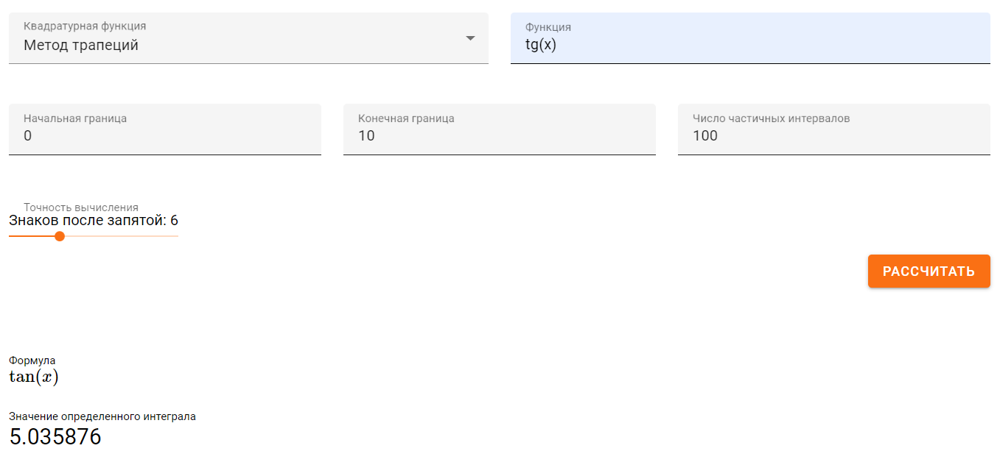 Квадратурная функция
Метод трапеций
Функция
tg(x)
Начальная граница
0
Конечная граница
10
Число частичных интервалов
100
Точность вычисления
Знаков после запятой: 6
РАССЧИТАТЬ
Формула
tan(x)
Значение определенного интеграла
5.035876